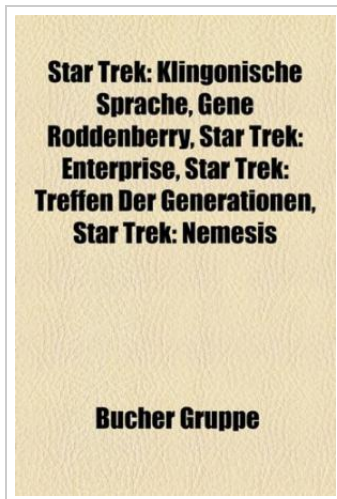 Star Trek: Klingonische
Sprache, Gene
Roddenberry, Star Trek:
Enterprise, Star Trek:
Treffen Der Generationen,
Star Trek: Nemesis
Bucher Gruppe